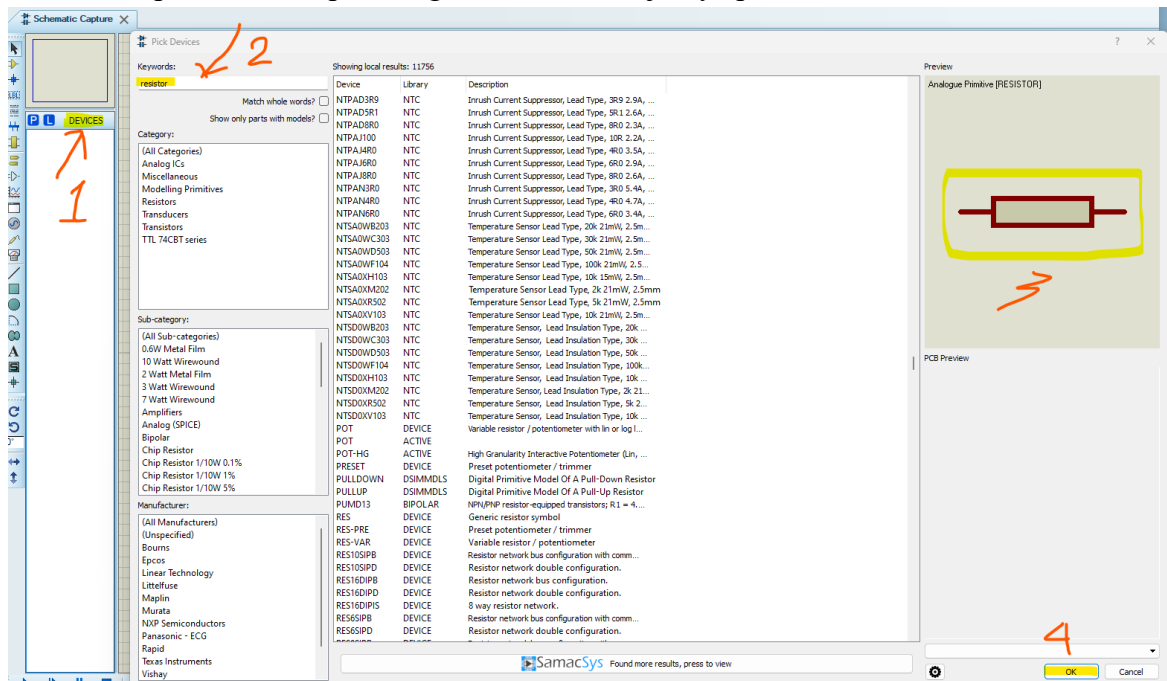 Schematic Capture
Pick Devices
2
Keywords:
resistor
Match whole words?
Show only parts with models?
P L DEVICES
1
Category:
(All Categories)
Analog ICs
Miscellaneous
Modelling Primitives
Resistors
Transducers
Transistors
TTL 74CBT series
Sub-category:
(All Sub-categories)
0.6W Metal Film
10 Watt Wirewound
2 Watt Metal Film
3 Watt Wirewound
7 Watt Wirewound
Amplifiers
Analog (SPICE)
Bipolar
Chip Resistor
Chip Resistor 1/10W 0.1%
Chip Resistor 1/10W 1%
Chip Resistor 1/10W 5%
Manufacturer:
(All Manufacturers)
(Unspecified)
Bourns
Epcos
Linear Technology
Littelfuse
Maplin
Murata
NXP Semiconductors
Panasonic - ECG
Rapid
Texas Instruments
Vishay
Showing local results: 11756
Device Library Description
NTPAD3R9 NTC Inrush Current Suppressor, Lead Type, 3R9 2.9A, ...
NTPAD5R1 NTC Inrush Current Suppressor, Lead Type, 5R1 2.6A, ...
NTPAD8R0 NTC Inrush Current Suppressor, Lead Type, 8R0 2.3A, ...
NTPAJ100 NTC Inrush Current Suppressor, Lead Type, 10R 2.2A, ...
NTPAJ4R0 NTC Inrush Current Suppressor, Lead Type, 4R0 3.5A, ...
NTPAJ6R0 NTC Inrush Current Suppressor, Lead Type, 6R0 2.9A, ...
NTPAJ8R0 NTC Inrush Current Suppressor, Lead Type, 8R0 2.6A, ...
NTPAN3R0 NTC Inrush Current Suppressor, Lead Type, 3R0 5.4A, ...
NTPAN4R0 NTC Inrush Current Suppressor, Lead Type, 4R0 4.7A, ...
NTPAN6R0 NTC Inrush Current Suppressor, Lead Type, 6R0 3.4A, ...
NTSA0WB203 NTC Temperature Sensor Lead Type, 20k 21mW, 2.5m...
NTSA0WC303 NTC Temperature Sensor Lead Type, 30k 21mW, 2.5m...
NTSA0WD503 NTC Temperature Sensor Lead Type, 50k 21mW, 2.5m...
NTSA0WF104 NTC Temperature Sensor Lead Type, 100k 21mW, 2.5...
NTSA0XH103 NTC Temperature Sensor Lead Type, 10k 15mW, 2.5m...
NTSA0XM202 NTC Temperature Sensor Lead Type, 2k 21mW, 2.5mm
NTSA0XR502 NTC Temperature Sensor Lead Type, 5k 21mW, 2.5mm
NTSA0XV103 NTC Temperature Sensor Lead Type, 10k 21mW, 2.5m...
NTSD0WB203 NTC Temperature Sensor, Lead Insulation Type, 20k ...
NTSD0WC303 NTC Temperature Sensor, Lead Insulation Type, 30k ...
NTSD0WD503 NTC Temperature Sensor, Lead Insulation Type, 50k ...
NTSD0WF104 NTC Temperature Sensor, Lead Insulation Type, 100k...
NTSD0XH103 NTC Temperature Sensor, Lead Insulation Type, 10k ...
NTSD0XM202 NTC Temperature Sensor, Lead Insulation Type, 2k 21...
NTSD0XR502 NTC Temperature Sensor, Lead Insulation Type, 5k 2...
NTSD0XV103 NTC Temperature Sensor, Lead Insulation Type, 10k ...
POT DEVICE Variable resistor / potentiometer with lin or log l...
POT ACTIVE
POT-HG ACTIVE High Granularity Interactive Potentiometer (Lin, ...
PRESET DEVICE Preset potentiometer / trimmer
PULLDOWN DSIMMDLS Digital Primitive Model Of A Pull-Down Resistor
PULLUP DSIMMDLS Digital Primitive Model Of A Pull-Up Resistor
PUMD13 BIPOLAR NPN/PNP resistor-equipped transistors; R1 = 4....
RES DEVICE Generic resistor symbol
RES-PRE DEVICE Preset potentiometer / trimmer
RES-VAR DEVICE Variable resistor / potentiometer
RES10SIPB DEVICE Resistor network bus configuration with comm...
RES10SIPD DEVICE Resistor network double configuration.
RES16DIPB DEVICE Resistor network bus configuration.
RES16DIPD DEVICE Resistor network double configuration.
RES16DIPIS DEVICE 8 way resistor network.
RES6SIPB DEVICE Resistor network bus configuration with comm...
RES6SIPD DEVICE Resistor network double configuration.
SamacSys Found more results, press to view
Preview
Analogue Primitive [RESISTOR]
3
PCB Preview
4
OK Cancel